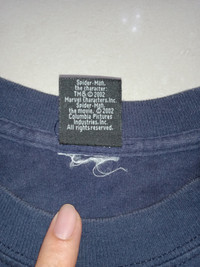 Spider-Man,
the character:
TM & © 2002
Marvel Characters, Inc.
Spider-Man,
the movie, © 2002
Columbia Pictures
Industries, Inc.
All rights reserved.